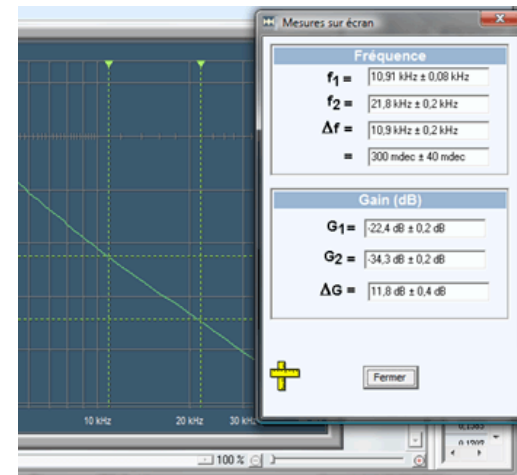 Mesures sur écran
Fréquence
f1 = 10,91 kHz ± 0,08 kHz
f2 = 21,8 kHz ± 0,2 kHz
Δf = 10,9 kHz ± 0,2 kHz
= 300 mdec ± 40 mdec
Gain (dB)
G1= -22,4 dB ± 0,2 dB
G2 = -34,3 dB ± 0,2 dB
ΔG = 11,8 dB ± 0,4 dB
Fermer
10 kHz 20 kHz 30 kHz
100 %